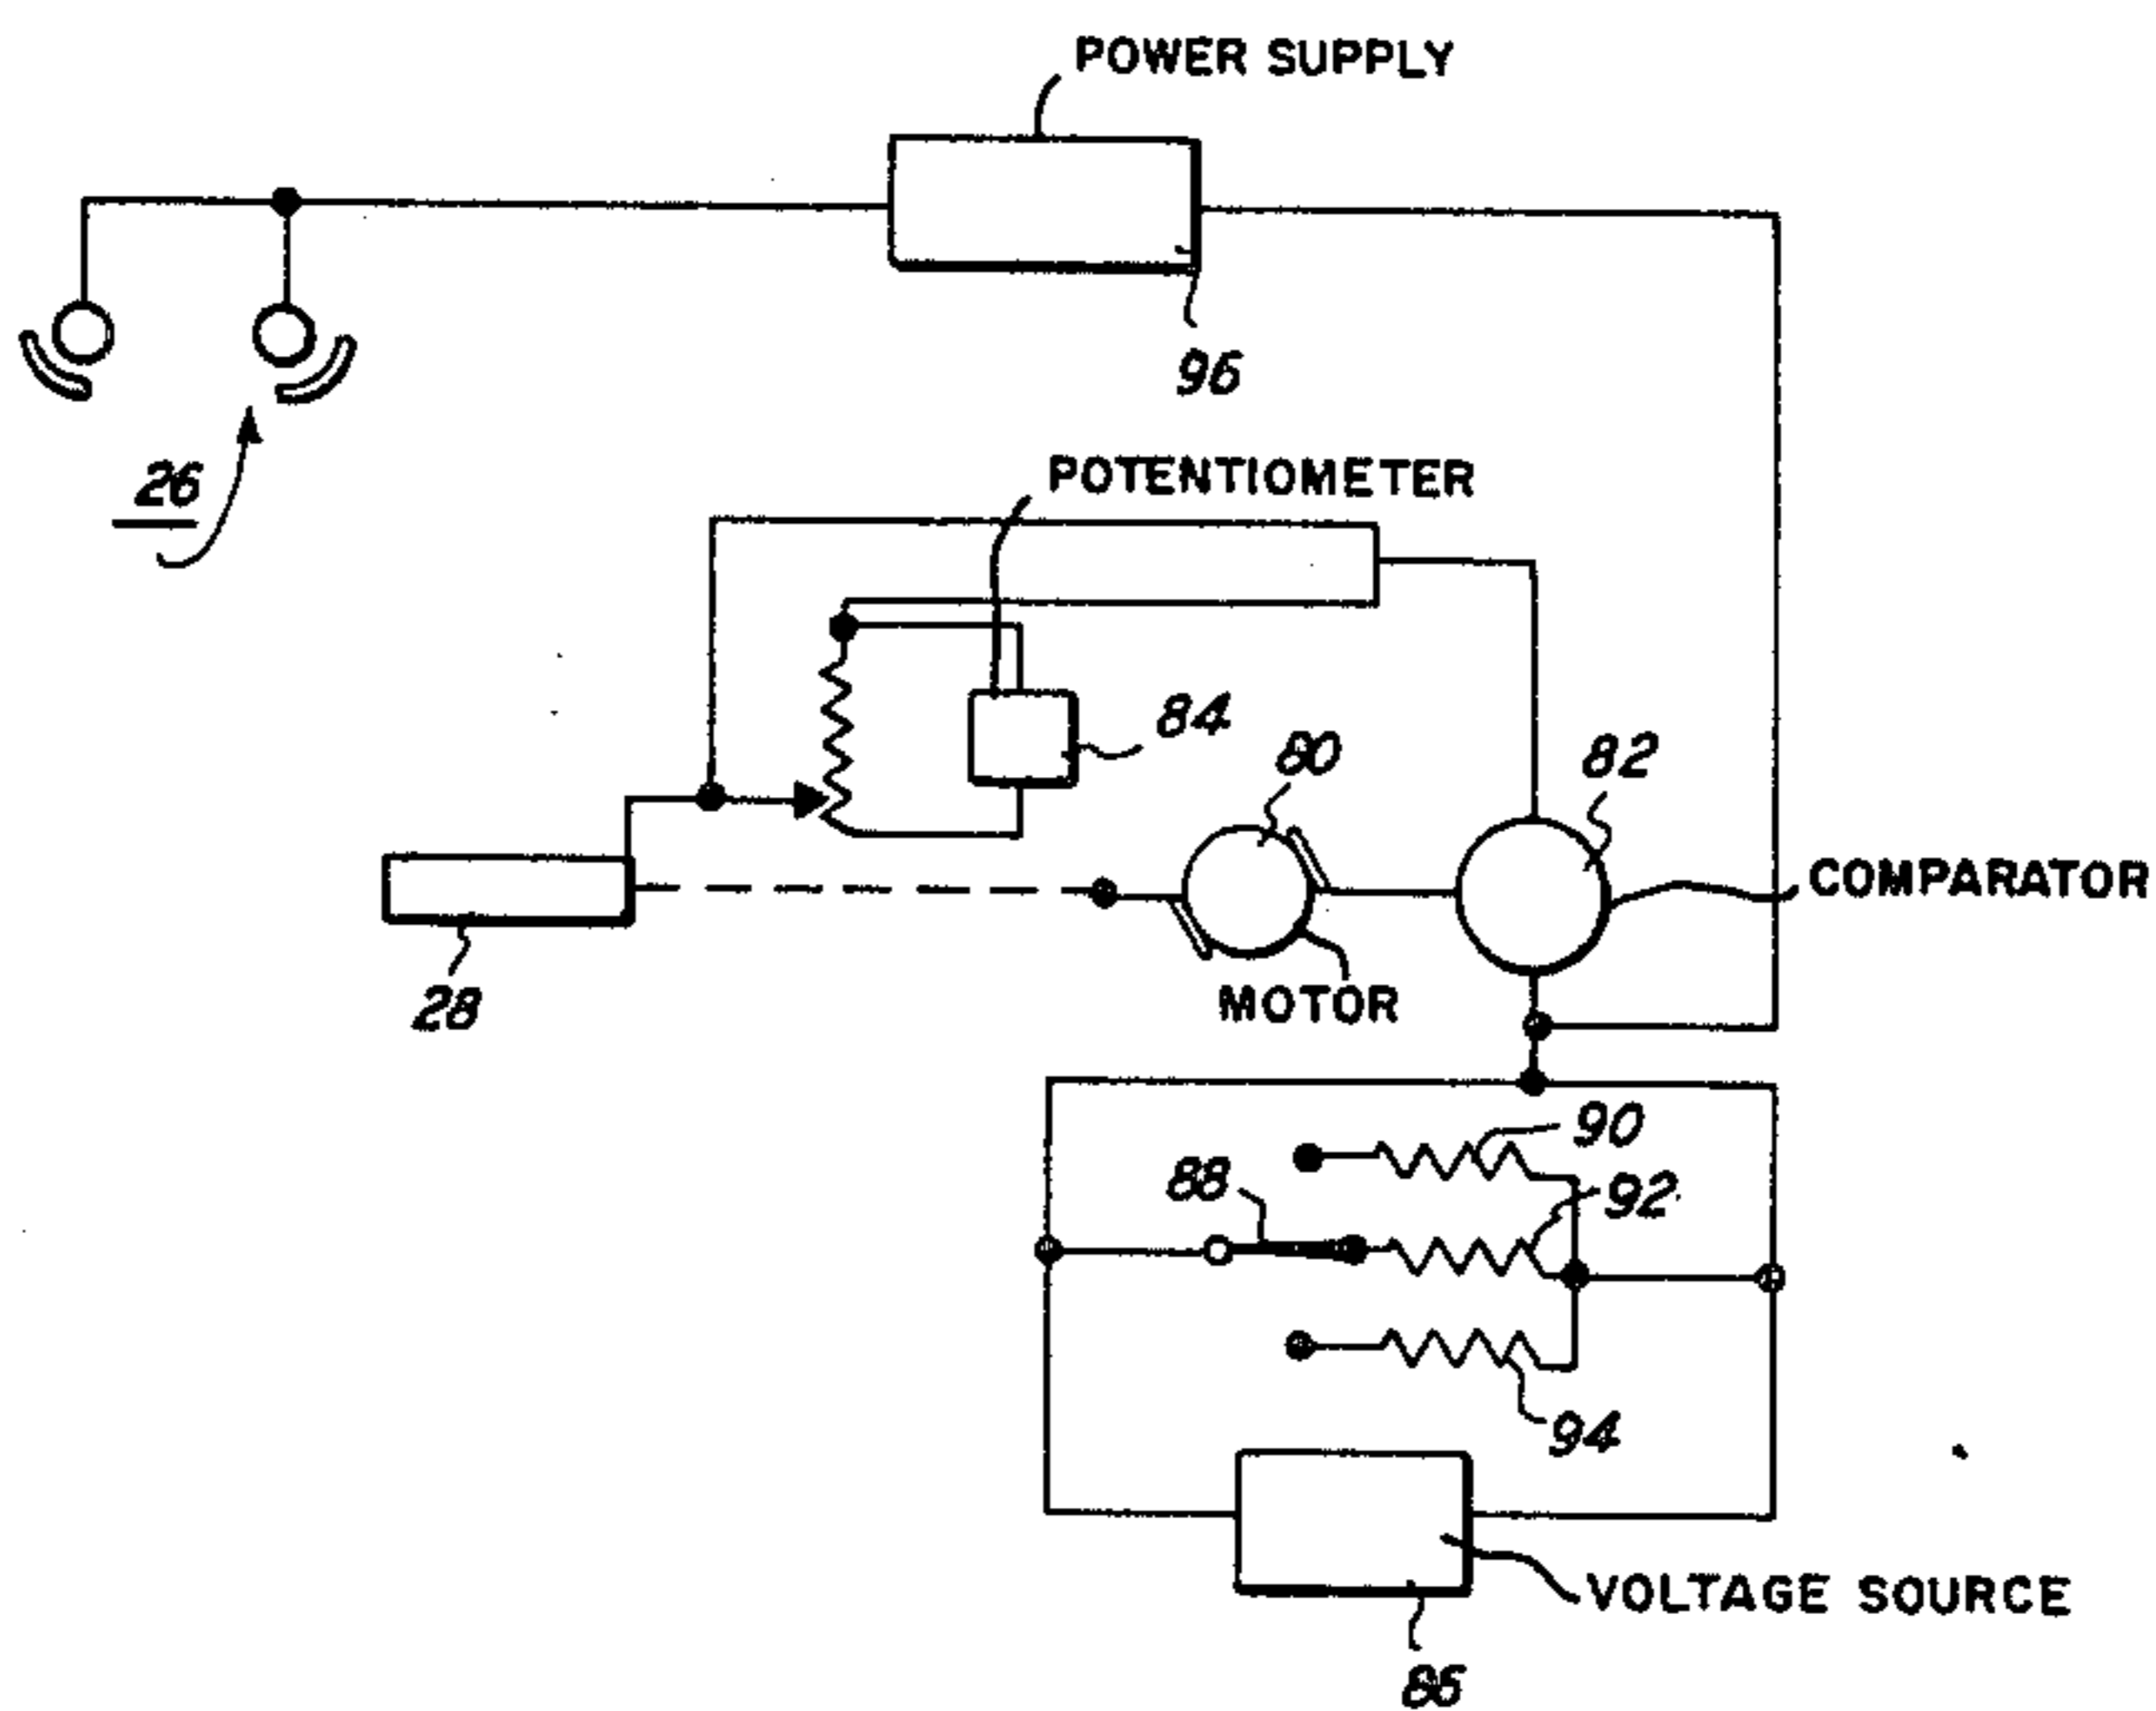 POWER SUPPLY
96
26
POTENTIOMETER
84
80
82
COMPARATOR
28
MOTOR
90
88
92
94
VOLTAGE SOURCE
86